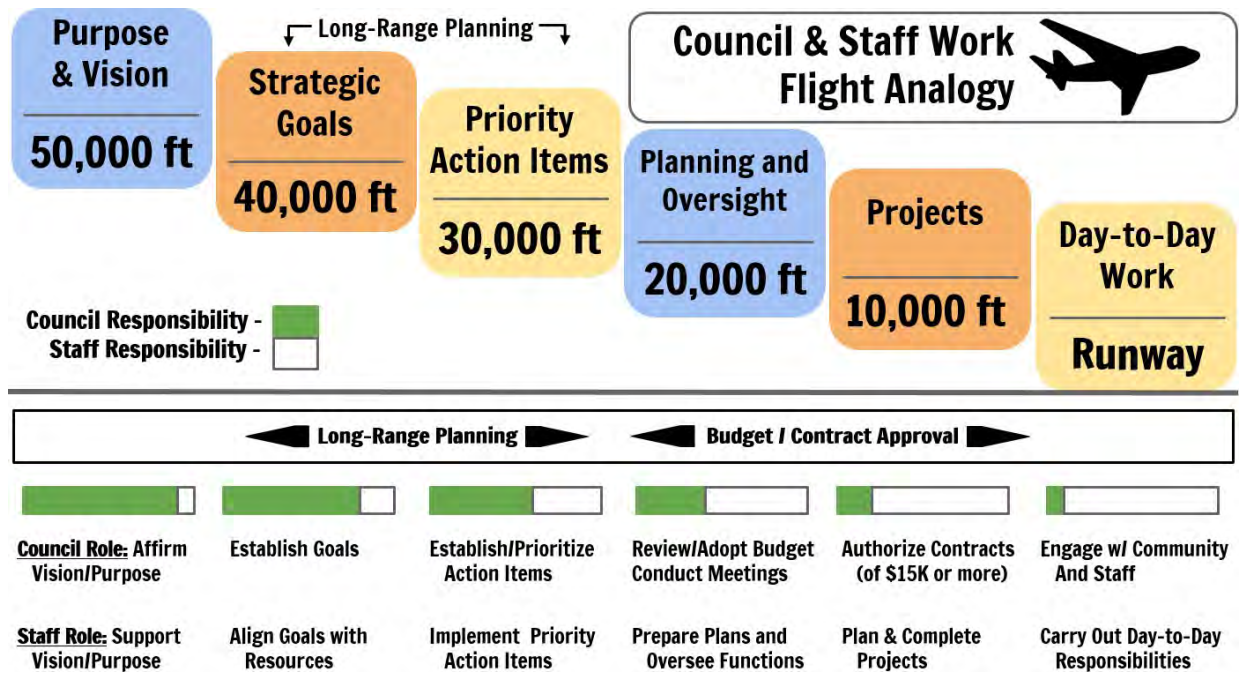 Purpose
& Vision
50,000 ft
Long-Range Planning
Strategic
Goals
40,000 ft
Priority
Action Items
30,000 ft
Council & Staff Work
Flight Analogy
Planning and
Oversight
20,000 ft
Projects
10,000 ft
Day-to-Day
Work
Runway
Council Responsibility -
Staff Responsibility -
Long-Range Planning
Budget / Contract Approval
Council Role: Affirm
Vision/Purpose
Establish Goals
Establish/Prioritize
Action Items
Review/Adopt Budget
Conduct Meetings
Authorize Contracts
(of $15K or more)
Engage w/ Community
And Staff
Staff Role: Support
Vision/Purpose
Align Goals with
Resources
Implement Priority
Action Items
Prepare Plans and
Oversee Functions
Plan & Complete
Projects
Carry Out Day-to-Day
Responsibilities